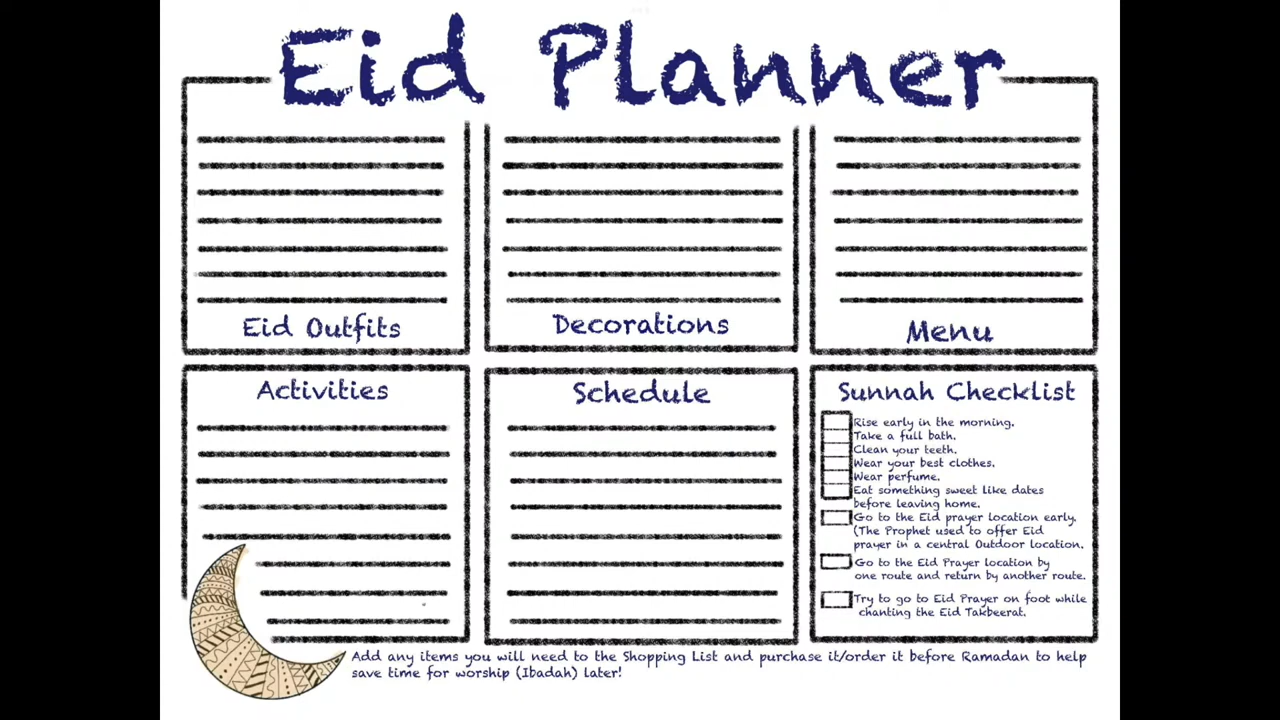 Eid Planner
Eid Outfits
Decorations
Menu
Activities
Schedule
Sunnah Checklist
Rise early in the morning.
Take a full bath.
Clean your teeth.
Wear your best clothes.
Wear perfume.
Eat something sweet like dates
before leaving home.
Go to the Eid prayer location early.
(The Prophet used to offer Eid
prayer in a central Outdoor location.
Go to the Eid Prayer location by
one route and return by another route.
Try to go to Eid Prayer on foot while
chanting the Eid Takbeerat.
Add any items you will need to the Shopping List and purchase it/order it before Ramadan to help
save time for worship (Ibadah) later!